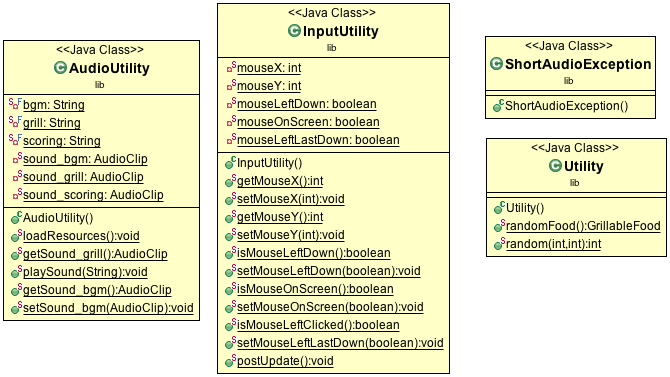 <<Java Class>>
AudioUtility
lib
bgm: String
grill: String
scoring: String
sound_bgm: AudioClip
sound_grill: AudioClip
sound_scoring: AudioClip
AudioUtility()
loadResources():void
getSound_grill():AudioClip
playSound(String):void
getSound_bgm():AudioClip
setSound_bgm(AudioClip):void
<<Java Class>>
InputUtility
lib
mouseX: int
mouseY: int
mouseLeftDown: boolean
mouseOnScreen: boolean
mouseLeftLastDown: boolean
InputUtility()
getMouseX():int
setMouseX(int):void
getMouseY():int
setMouseY(int):void
isMouseLeftDown():boolean
setMouseLeftDown(boolean):void
isMouseOnScreen():boolean
setMouseOnScreen(boolean):void
isMouseLeftClicked():boolean
setMouseLeftLastDown(boolean):void
postUpdate():void
<<Java Class>>
ShortAudioException
lib
ShortAudioException()
<<Java Class>>
Utility
lib
Utility()
randomFood():GrillableFood
random(int,int):int